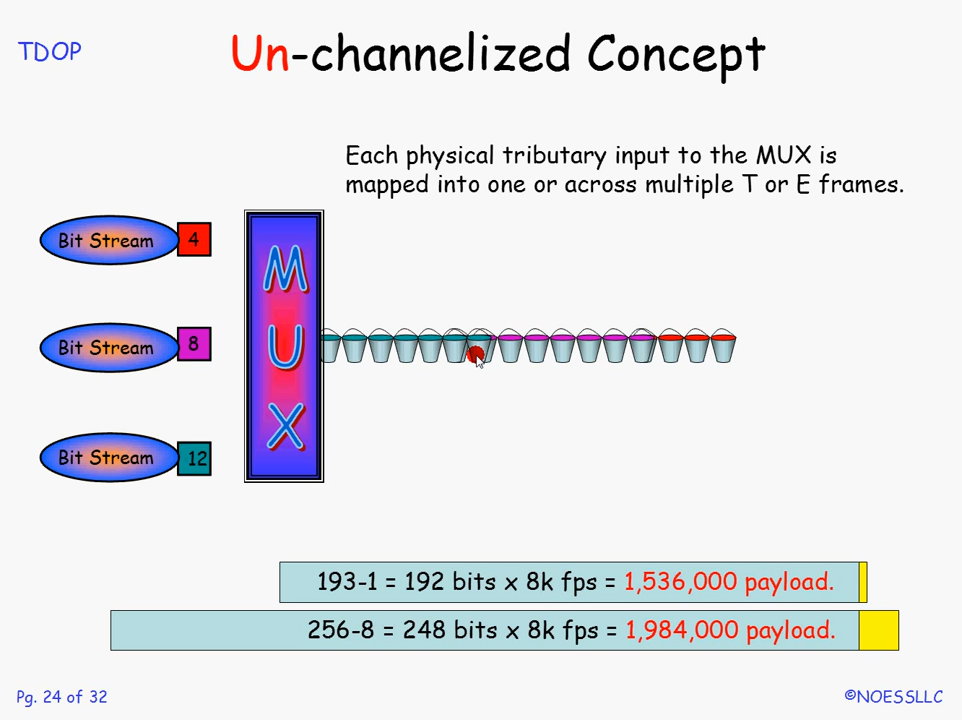 TDOP
Un-channelized Concept
Each physical tributary input to the MUX is
mapped into one or across multiple T or E frames.
Bit Stream 4
Bit Stream 8
Bit Stream 12
M
U
X
193-1 = 192 bits x 8k fps = 1,536,000 payload.
256-8 = 248 bits x 8k fps = 1,984,000 payload.
Pg. 24 of 32
©NOESSLLC